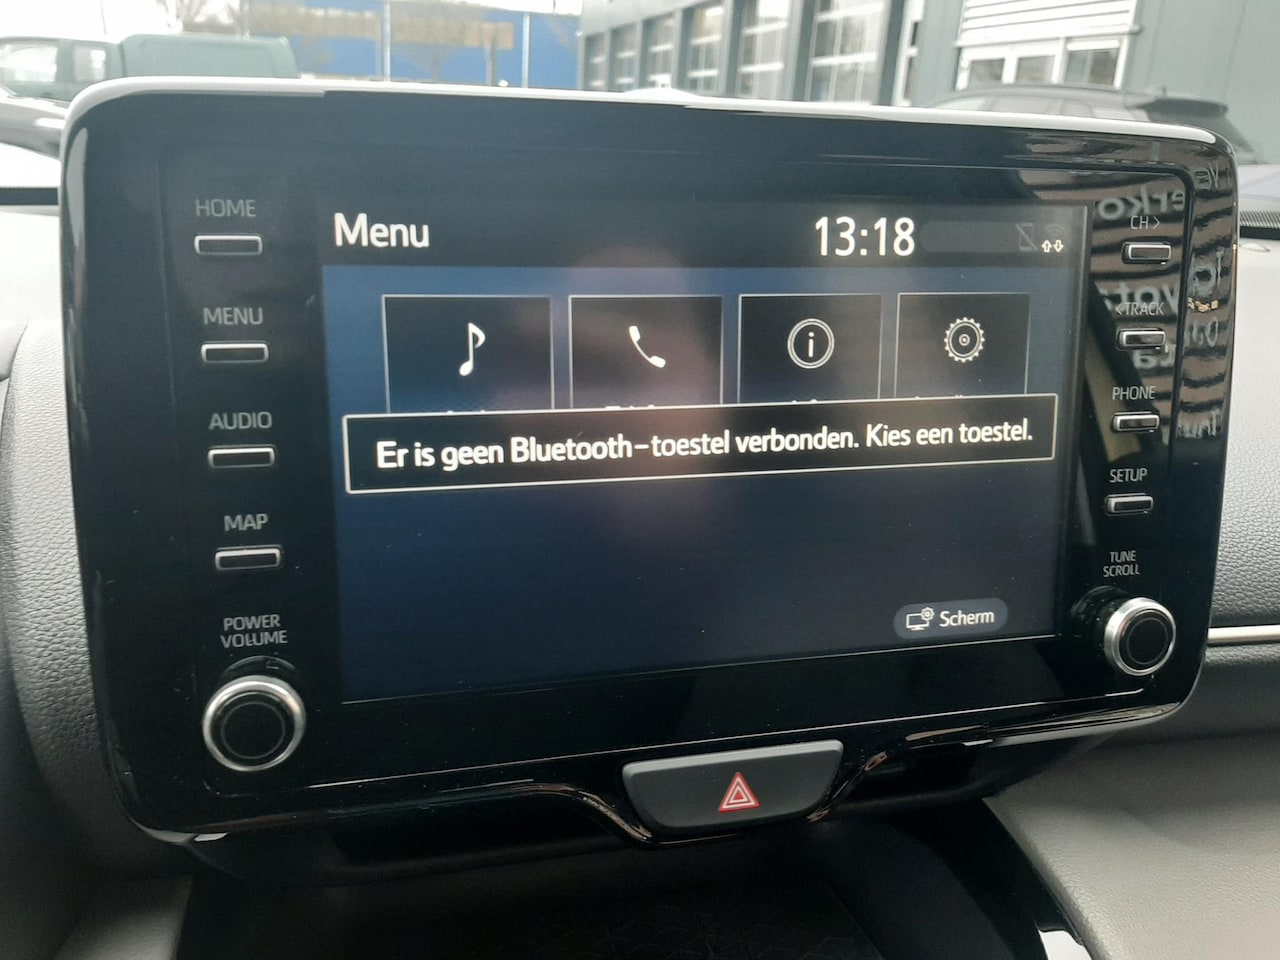 HOME
MENU
AUDIO
MAP
POWER
VOLUME
Menu
13:18
Er is geen Bluetooth-toestel verbonden. Kies een toestel.
Scherm
CH >
< TRACK
PHONE
SETUP
TUNE
SCROLL